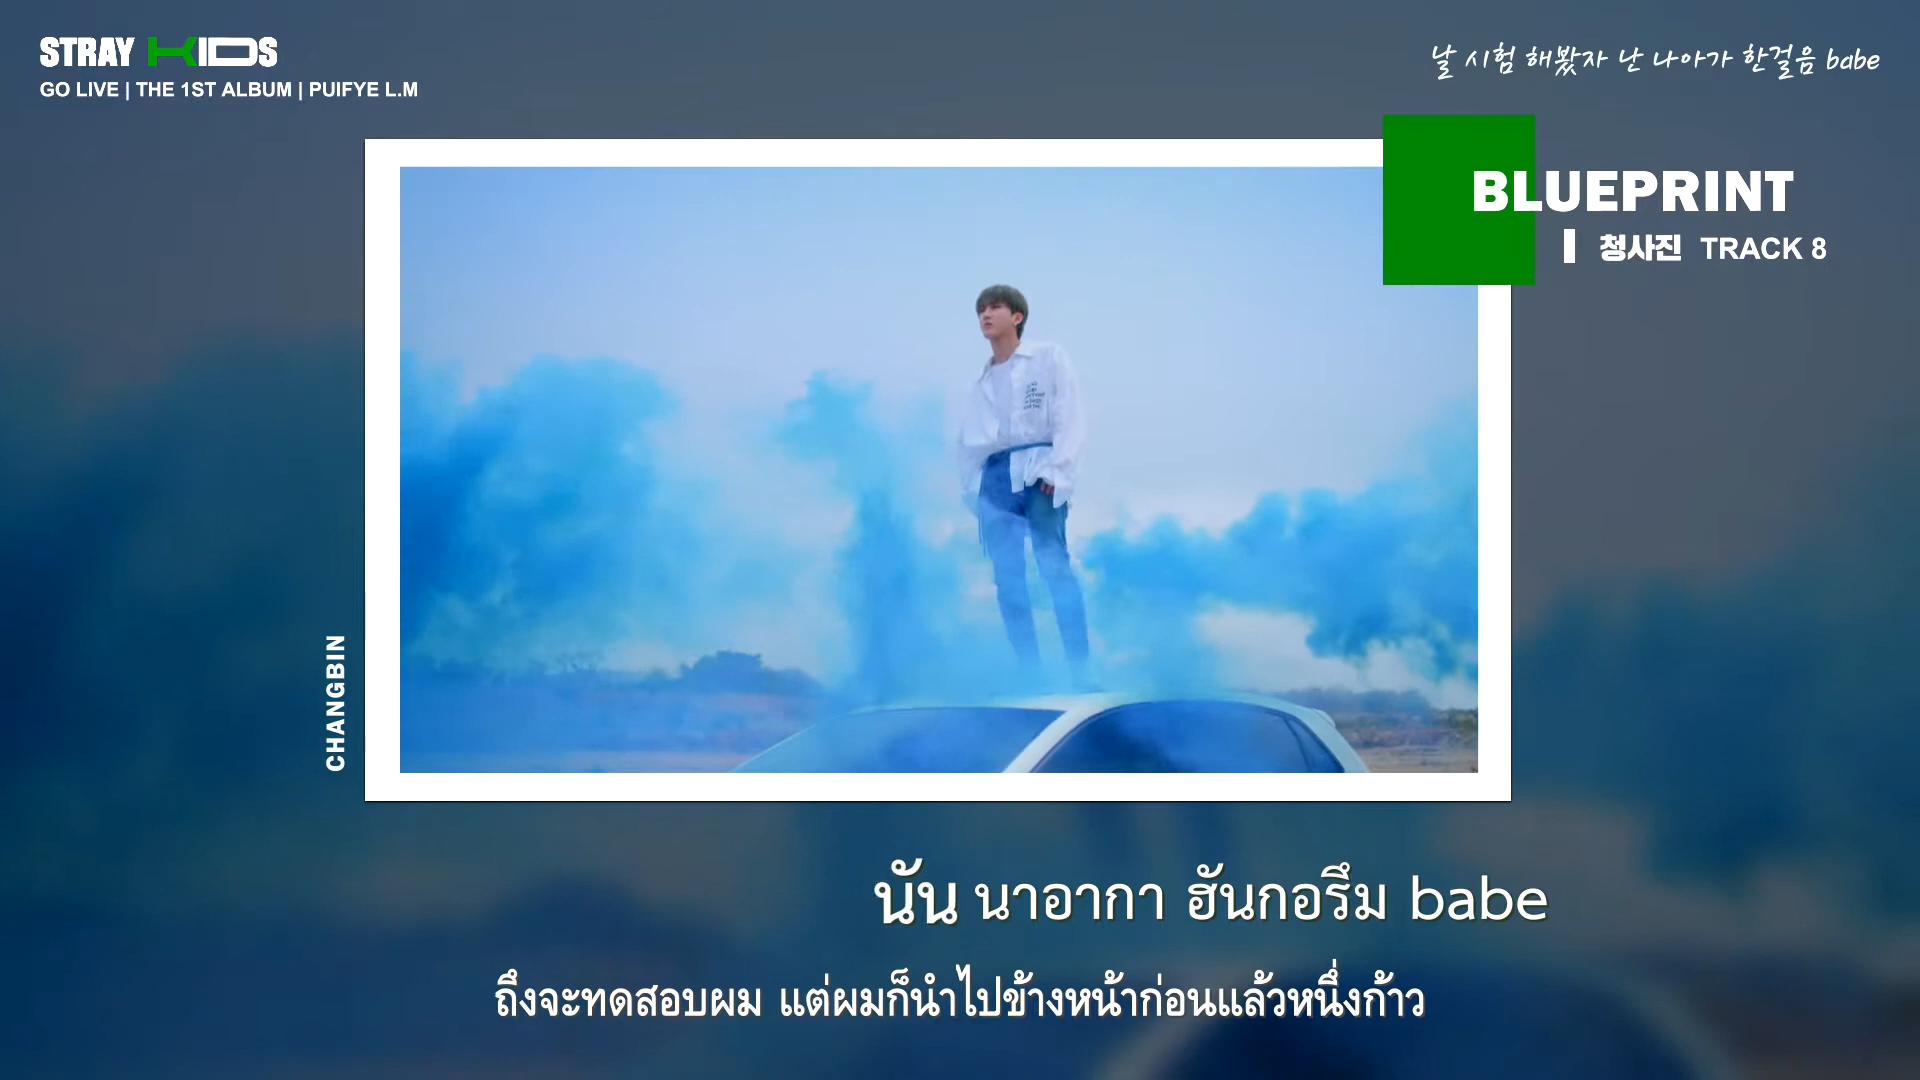 STRAY KIDS
GO LIVE | THE 1ST ALBUM | PUIFYE L.M
날 시험 해봤자 난 나아가 한걸음 babe
BLUEPRINT
청사진 TRACK 8
CHANGBIN
นัน นาอากา ฮันกอรึม babe
ถึงจะทดสอบผม แต่ผมก็นำไปข้างหน้าก่อนแล้วหนึ่งก้าว